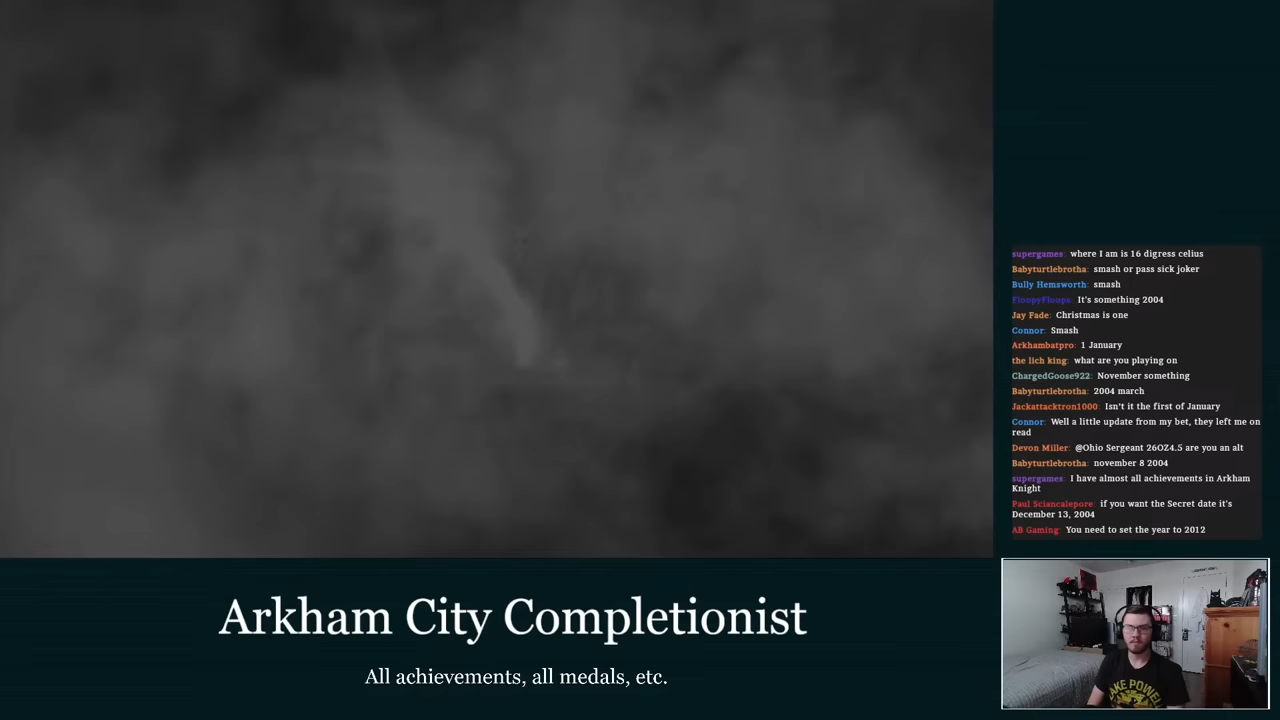 supergames: where I am is 16 digress celius
Babyturtlebrotha: smash or pass sick joker
Bully Hemsworth: smash
FloopyFloops: It's something 2004
Jay Fade: Christmas is one
Connor: Smash
Arkhambatpro: 1 January
the lich king: what are you playing on
ChargedGoose922: November something
Babyturtlebrotha: 2004 march
Jackattacktron1000: Isn't it the first of January
Connor: Well a little update from my bet, they left me on
read
Devon Miller: @Ohio Sergeant 26OZ4.5 are you an alt
Babyturtlebrotha: november 8 2004
supergames: I have almost all achievements in Arkham
Knight
Paul Sciancalepore: if you want the Secret date it's
December 13, 2004
AB Gaming: You need to set the year to 2012
Arkham City Completionist
All achievements, all medals, etc.
LAKE POWELL